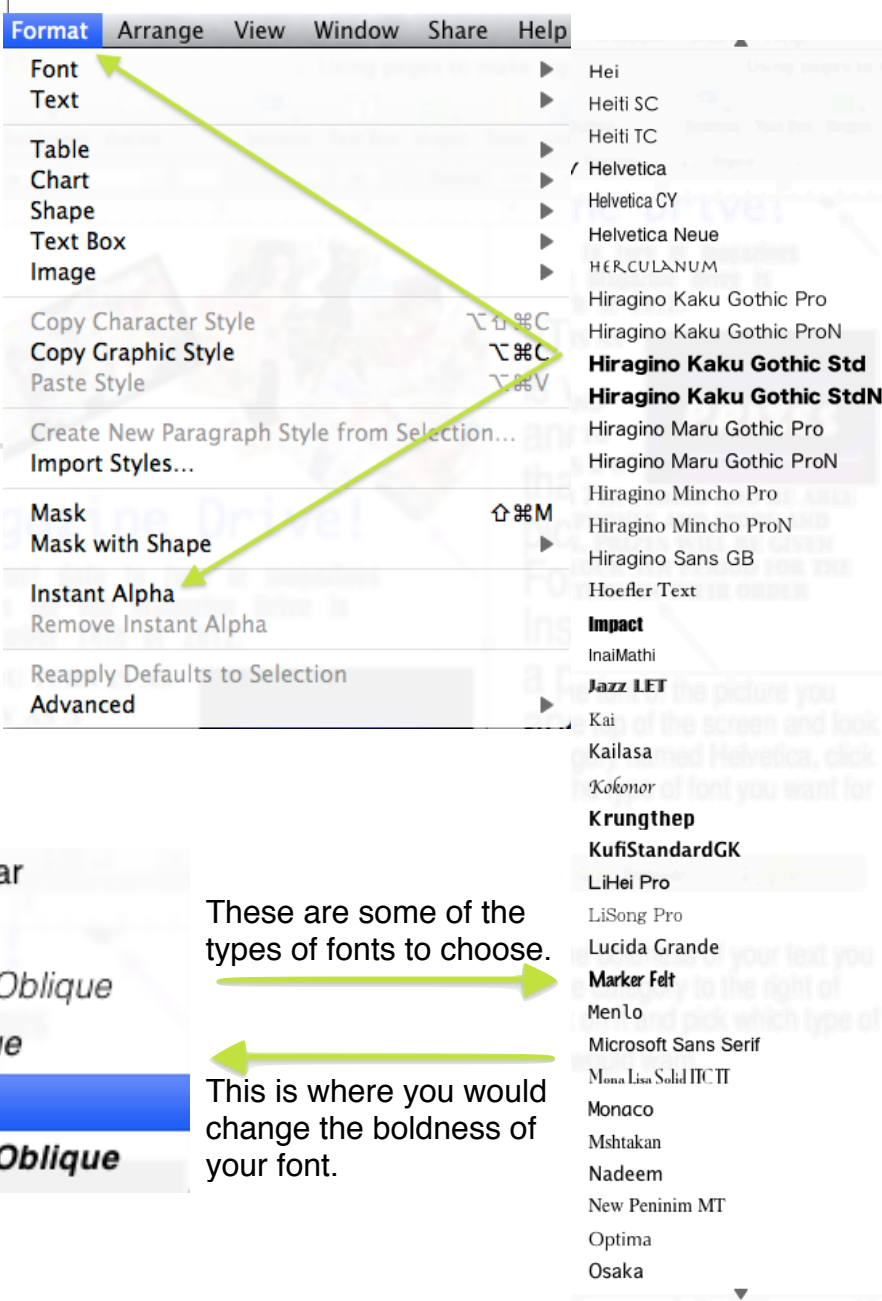 Format Arrange View Window Share Help
Font
Text
Table
Chart
Shape
Text Box
Image
Copy Character Style ⌥⇧⌘C
Copy Graphic Style ⌥⌘C
Paste Style ⌥⌘V
Create New Paragraph Style from Selection...
Import Styles...
Mask ⇧⌘M
Mask with Shape
Instant Alpha
Remove Instant Alpha
Reapply Defaults to Selection
Advanced
Hei
Heiti SC
Heiti TC
Helvetica
Helvetica CY
Helvetica Neue
HERCULANUM
Hiragino Kaku Gothic Pro
Hiragino Kaku Gothic ProN
Hiragino Kaku Gothic Std
Hiragino Kaku Gothic StdN
Hiragino Maru Gothic Pro
Hiragino Maru Gothic ProN
Hiragino Mincho Pro
Hiragino Mincho ProN
Hiragino Sans GB
Hoefler Text
Impact
InaiMathi
Jazz LET
Kai
Kailasa
Kokonor
Krungthep
KufiStandardGK
LiHei Pro
LiSong Pro
Lucida Grande
Marker Felt
Menlo
Microsoft Sans Serif
Mona Lisa Solid ITC TT
Monaco
Mshtakan
Nadeem
New Peninim MT
Optima
Osaka
ar
Oblique
Oblique
These are some of the
types of fonts to choose.
This is where you would
change the boldness of
your font.